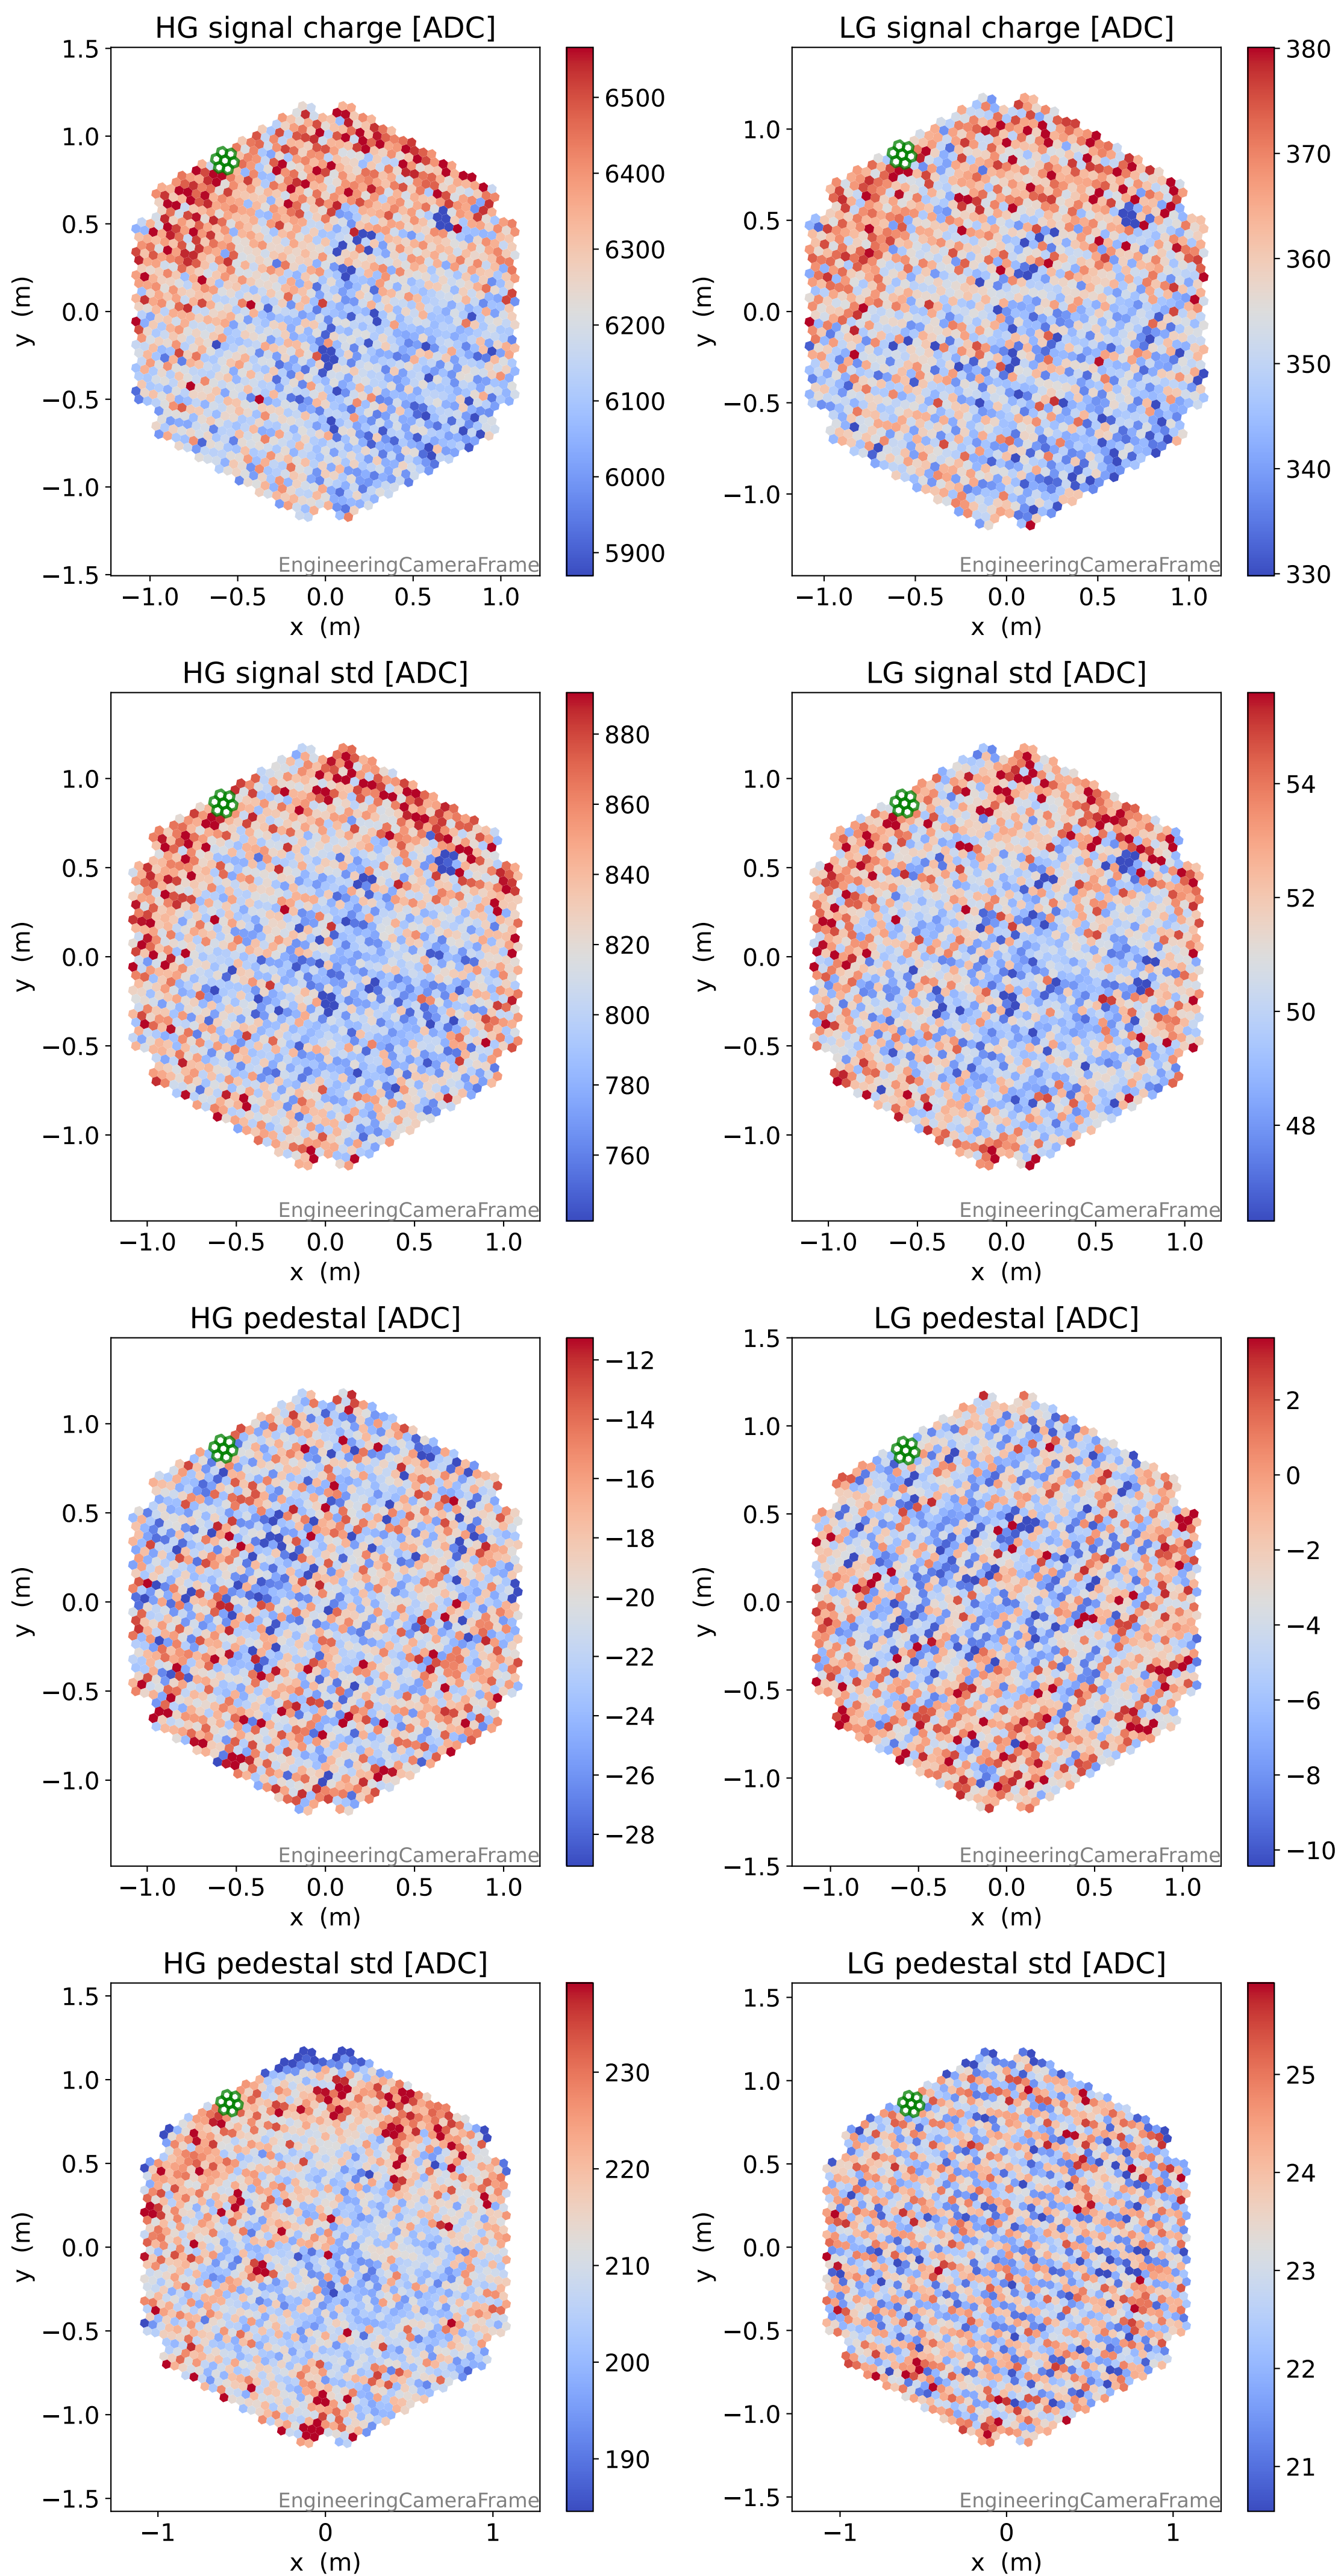 HG signal charge [ADC]
LG signal charge [ADC]
1.5
1.0
0.5
0.0
−0.5
−1.0
−1.5
y (m)
−1.0 −0.5 0.0 0.5 1.0
x (m)
EngineeringCameraFrame
6500
6400
6300
6200
6100
6000
5900
1.0
0.5
0.0
−0.5
−1.0
y (m)
−1.0 −0.5 0.0 0.5 1.0
x (m)
EngineeringCameraFrame
380
370
360
350
340
330
HG signal std [ADC]
LG signal std [ADC]
1.0
0.5
0.0
−0.5
−1.0
y (m)
−1.0 −0.5 0.0 0.5 1.0
x (m)
EngineeringCameraFrame
880
860
840
820
800
780
760
1.0
0.5
0.0
−0.5
−1.0
y (m)
−1.0 −0.5 0.0 0.5 1.0
x (m)
EngineeringCameraFrame
54
52
50
48
HG pedestal [ADC]
LG pedestal [ADC]
1.0
0.5
0.0
−0.5
−1.0
y (m)
−1.0 −0.5 0.0 0.5 1.0
x (m)
EngineeringCameraFrame
−12
−14
−16
−18
−20
−22
−24
−26
−28
1.5
1.0
0.5
0.0
−0.5
−1.0
−1.5
y (m)
−1.0 −0.5 0.0 0.5 1.0
x (m)
EngineeringCameraFrame
2
0
−2
−4
−6
−8
−10
HG pedestal std [ADC]
LG pedestal std [ADC]
1.5
1.0
0.5
0.0
−0.5
−1.0
−1.5
y (m)
−1 0 1
x (m)
EngineeringCameraFrame
230
220
210
200
190
1.5
1.0
0.5
0.0
−0.5
−1.0
−1.5
y (m)
−1 0 1
x (m)
EngineeringCameraFrame
25
24
23
22
21